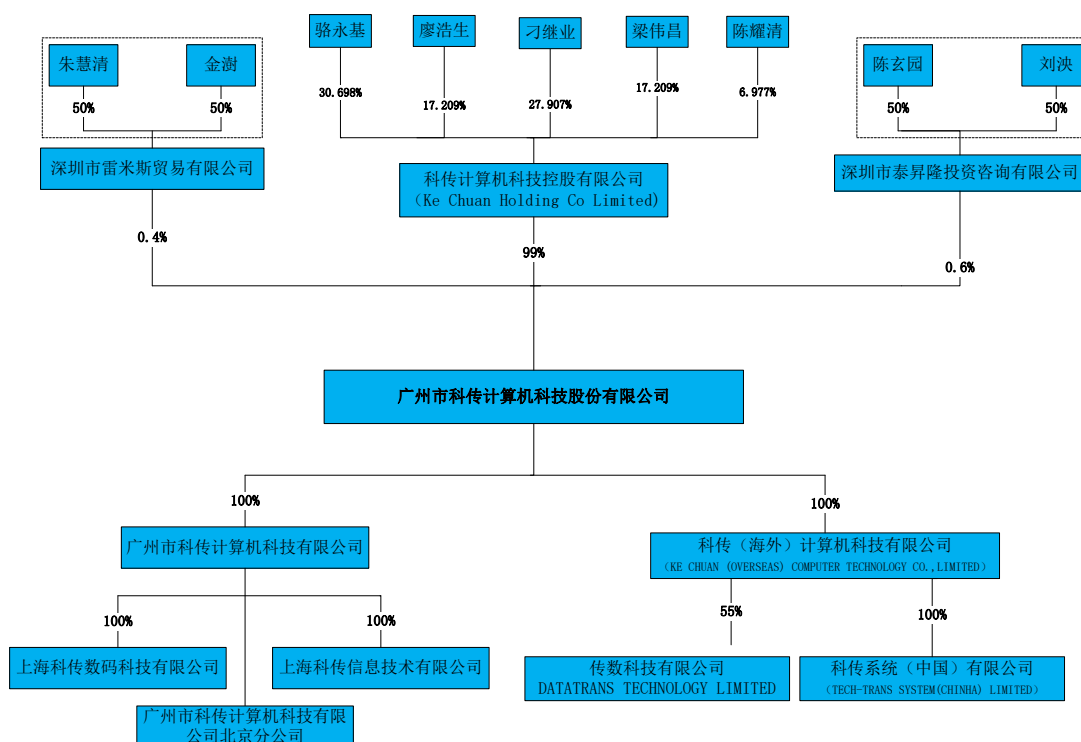 骆永基
廖浩生
刁继业
梁伟昌
陈耀清
朱慧清
金澍
陈玄园
刘泱
50%
50%
30.698%
17.209%
27.907%
17.209%
6.977%
50%
50%
深圳市雷米斯贸易有限公司
科传计算机科技控股有限公司
（Ke Chuan Holding Co Limited)
深圳市泰昇隆投资咨询有限公司
0.4%
99%
0.6%
广州市科传计算机科技股份有限公司
100%
100%
广州市科传计算机科技有限公司
科传（海外）计算机科技有限公司
（KE CHUAN (OVERSEAS) COMPUTER TECHNOLOGY CO.,LIMITED）
100%
100%
55%
100%
上海科传数码科技有限公司
上海科传信息技术有限公司
传数科技有限公司
DATATRANS TECHNOLOGY LIMITED
科传系统（中国）有限公司
（TECH-TRANS SYSTEM(CHINHA) LIMITED）
广州市科传计算机科技有限
公司北京分公司